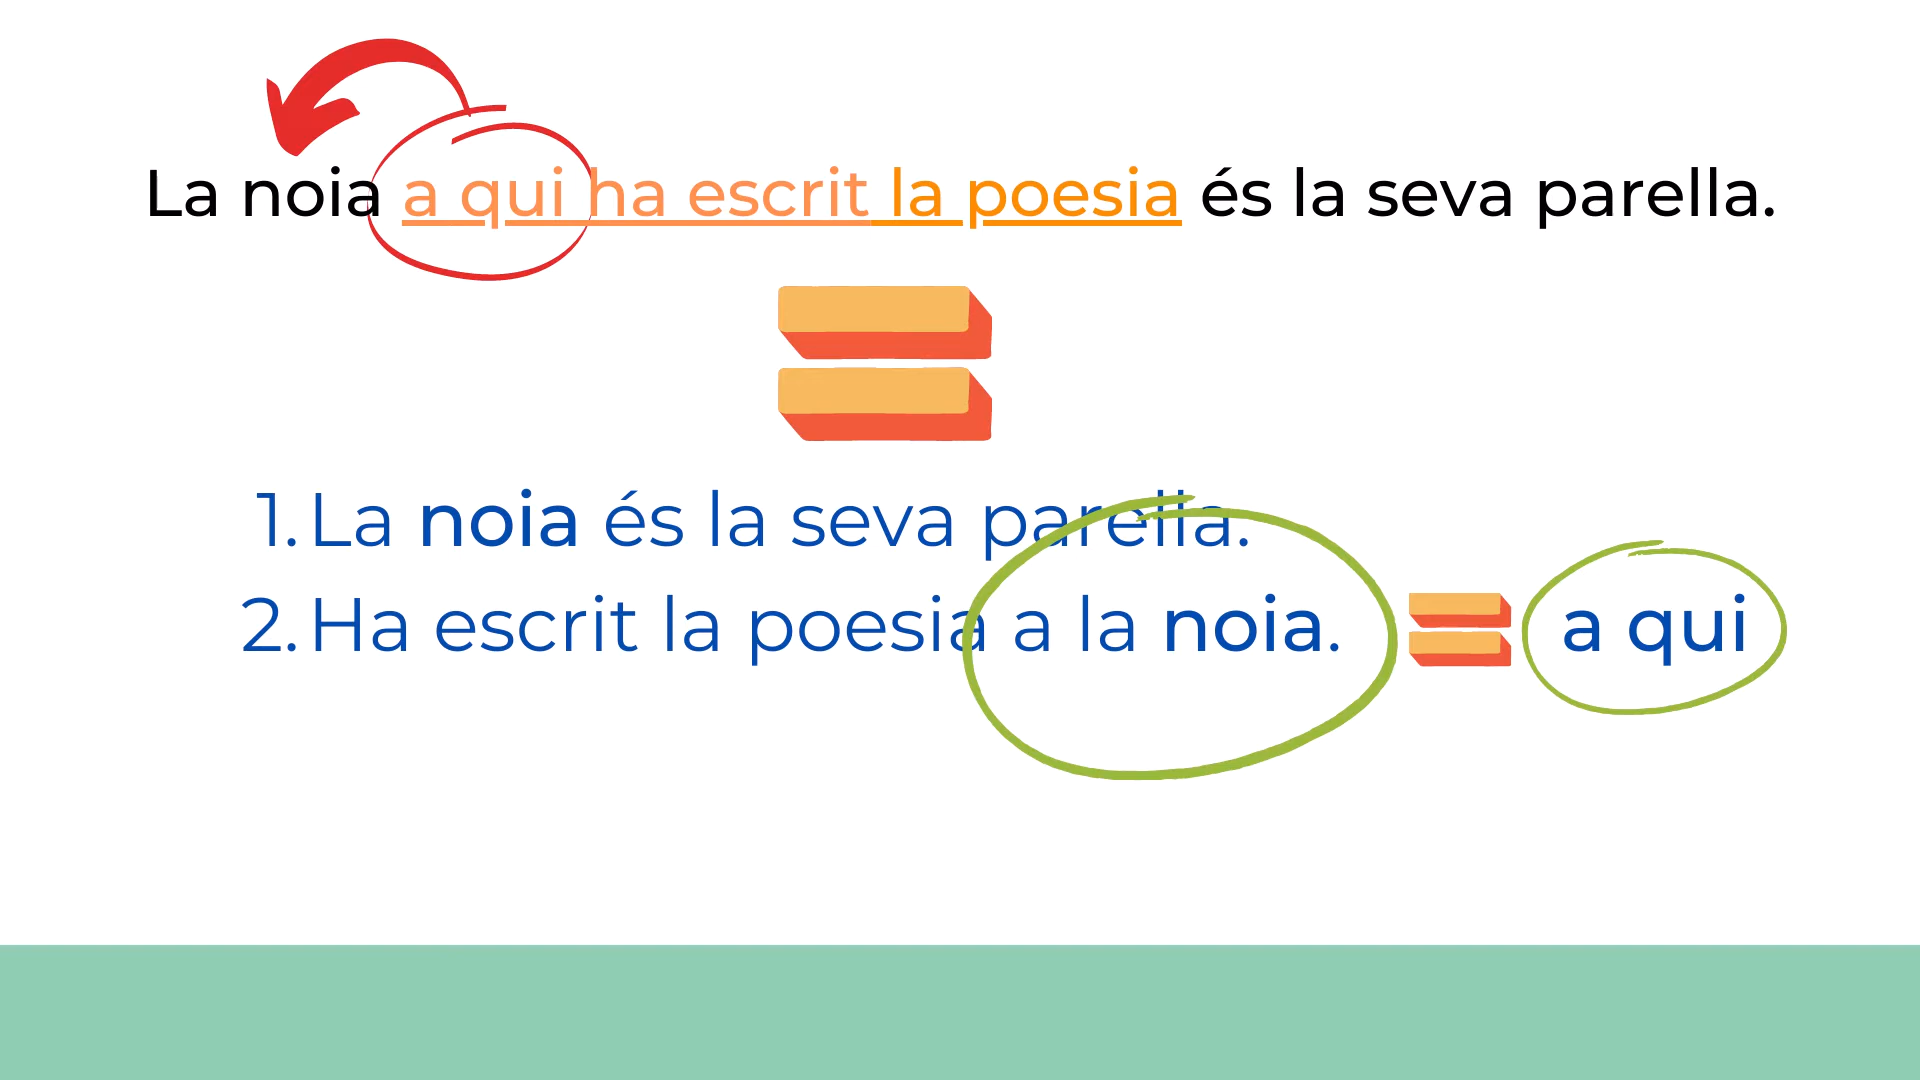 La noia a qui ha escrit la poesia és la seva parella.
1. La noia és la seva parella.
2. Ha escrit la poesia a la noia. = a qui